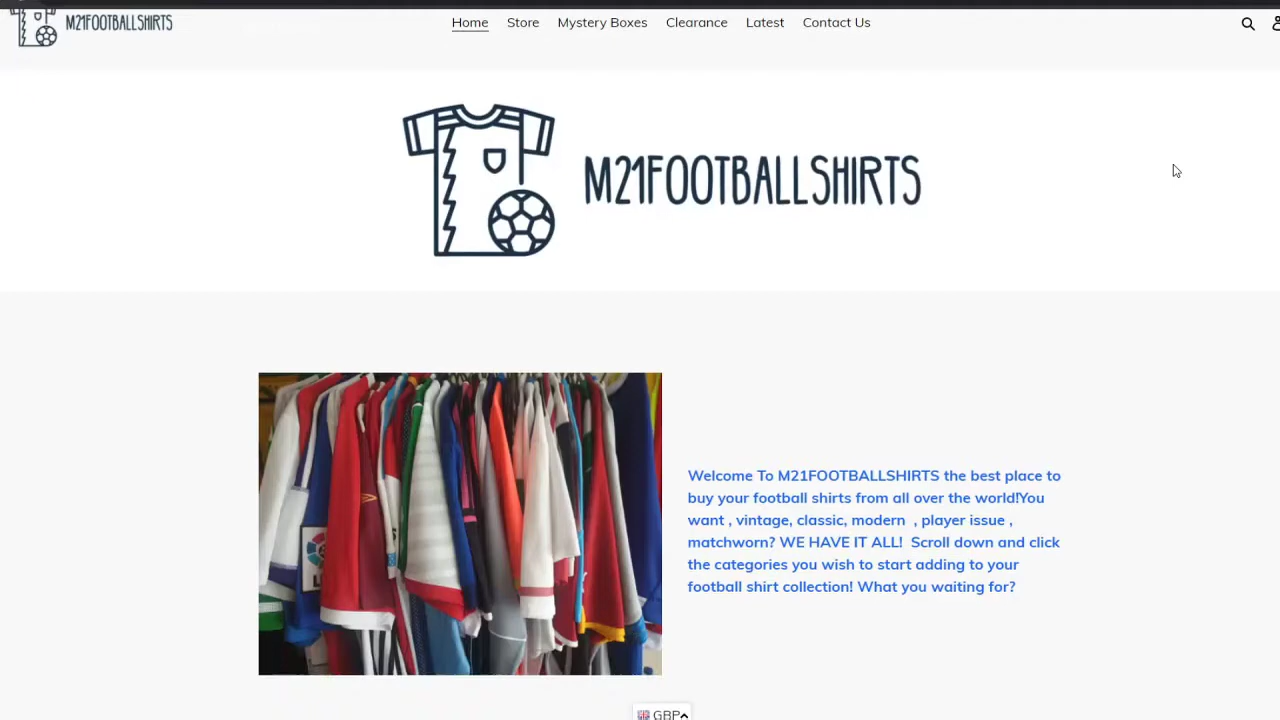 M21FOOTBALLSHIRTS
Home Store Mystery Boxes Clearance Latest Contact Us
M21FOOTBALLSHIRTS
Welcome To M21FOOTBALLSHIRTS the best place to
buy your football shirts from all over the world!You
want , vintage, classic, modern , player issue ,
matchworn? WE HAVE IT ALL! Scroll down and click
the categories you wish to start adding to your
football shirt collection! What you waiting for?
GBP